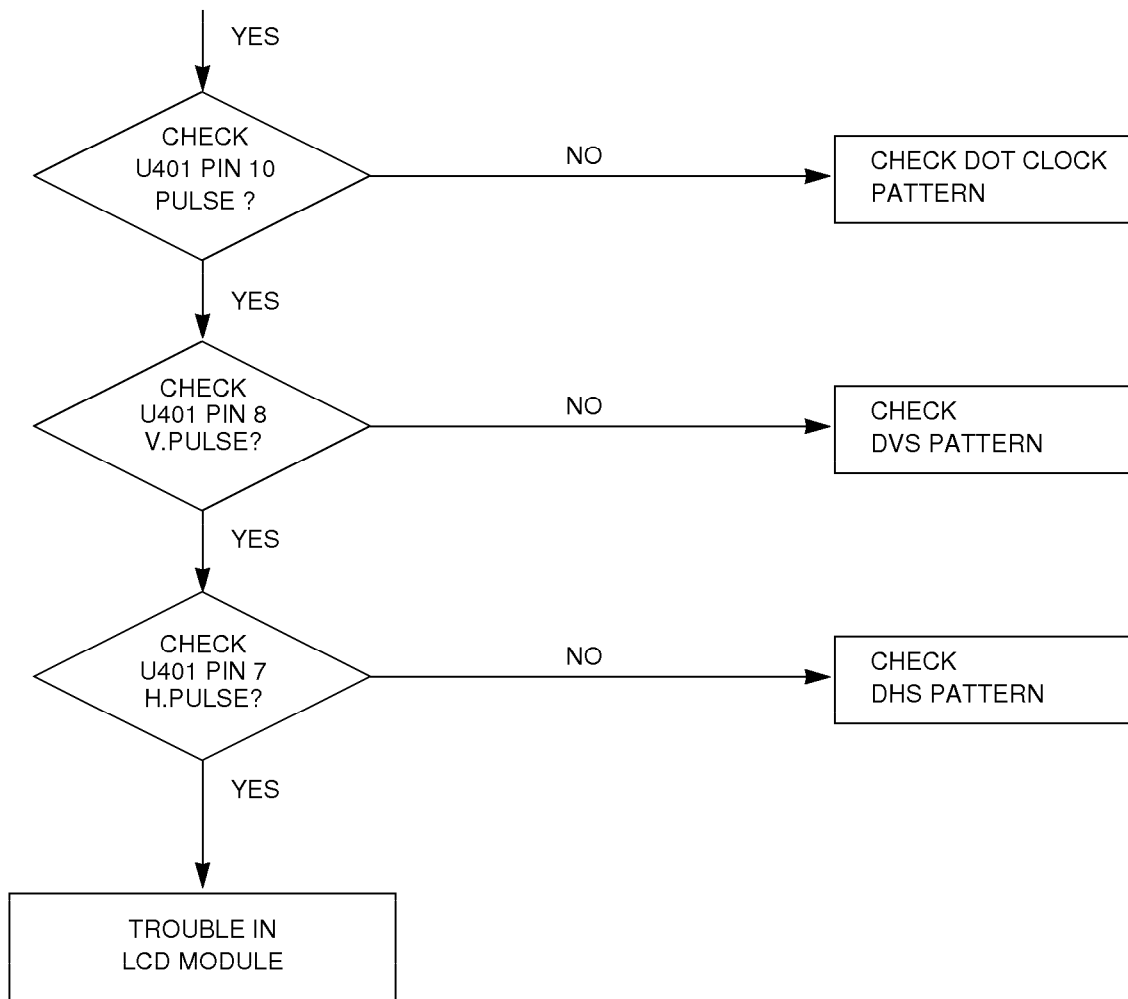 YES
CHECK
U401 PIN 10
PULSE ?
NO
CHECK DOT CLOCK
PATTERN
YES
CHECK
U401 PIN 8
V.PULSE?
NO
CHECK
DVS PATTERN
YES
CHECK
U401 PIN 7
H.PULSE?
NO
CHECK
DHS PATTERN
YES
TROUBLE IN
LCD MODULE